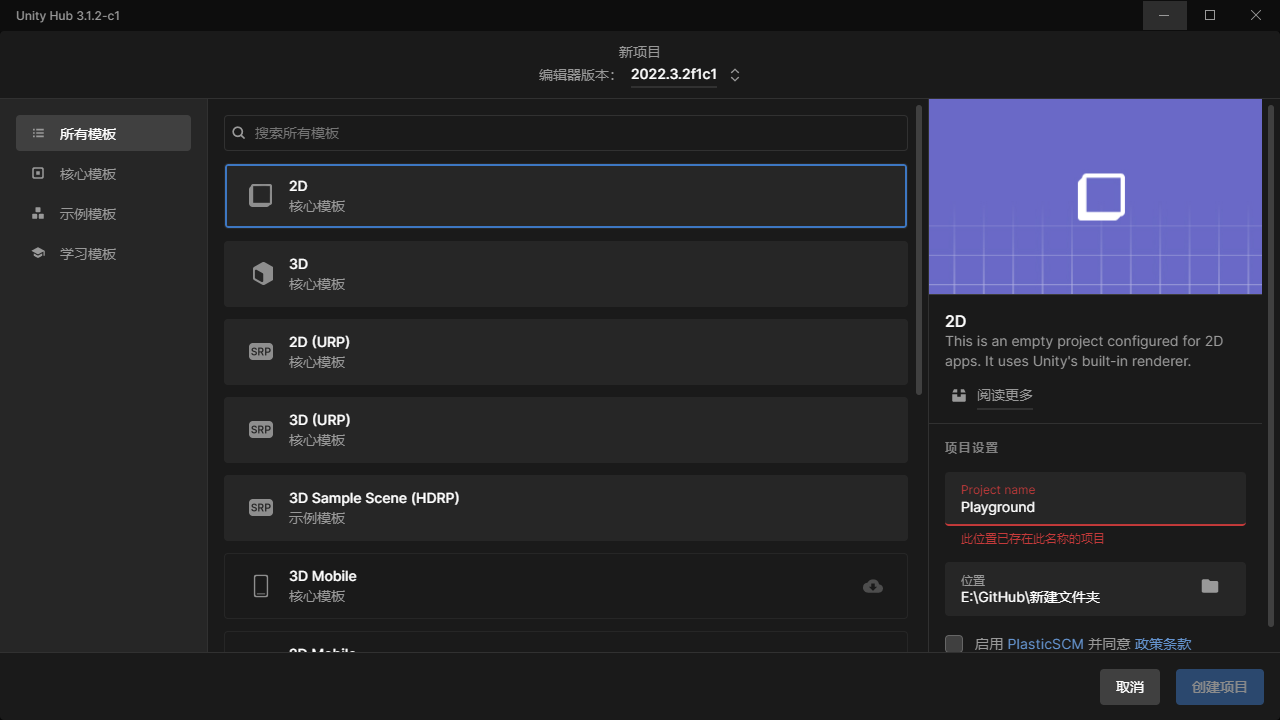 Unity Hub 3.1.2-c1
新项目
编辑器版本： 2022.3.2f1c1
所有模板
核心模板
示例模板
学习模板
搜索所有模板
2D
核心模板
3D
核心模板
SRP
2D (URP)
核心模板
SRP
3D (URP)
核心模板
SRP
3D Sample Scene (HDRP)
示例模板
3D Mobile
核心模板
2D
This is an empty project configured for 2D
apps. It uses Unity's built-in renderer.
阅读更多
项目设置
Project name
Playground
此位置已存在此名称的项目
位置
E:\GitHub\新建文件夹
启用 PlasticSCM 并同意 政策条款
取消
创建项目